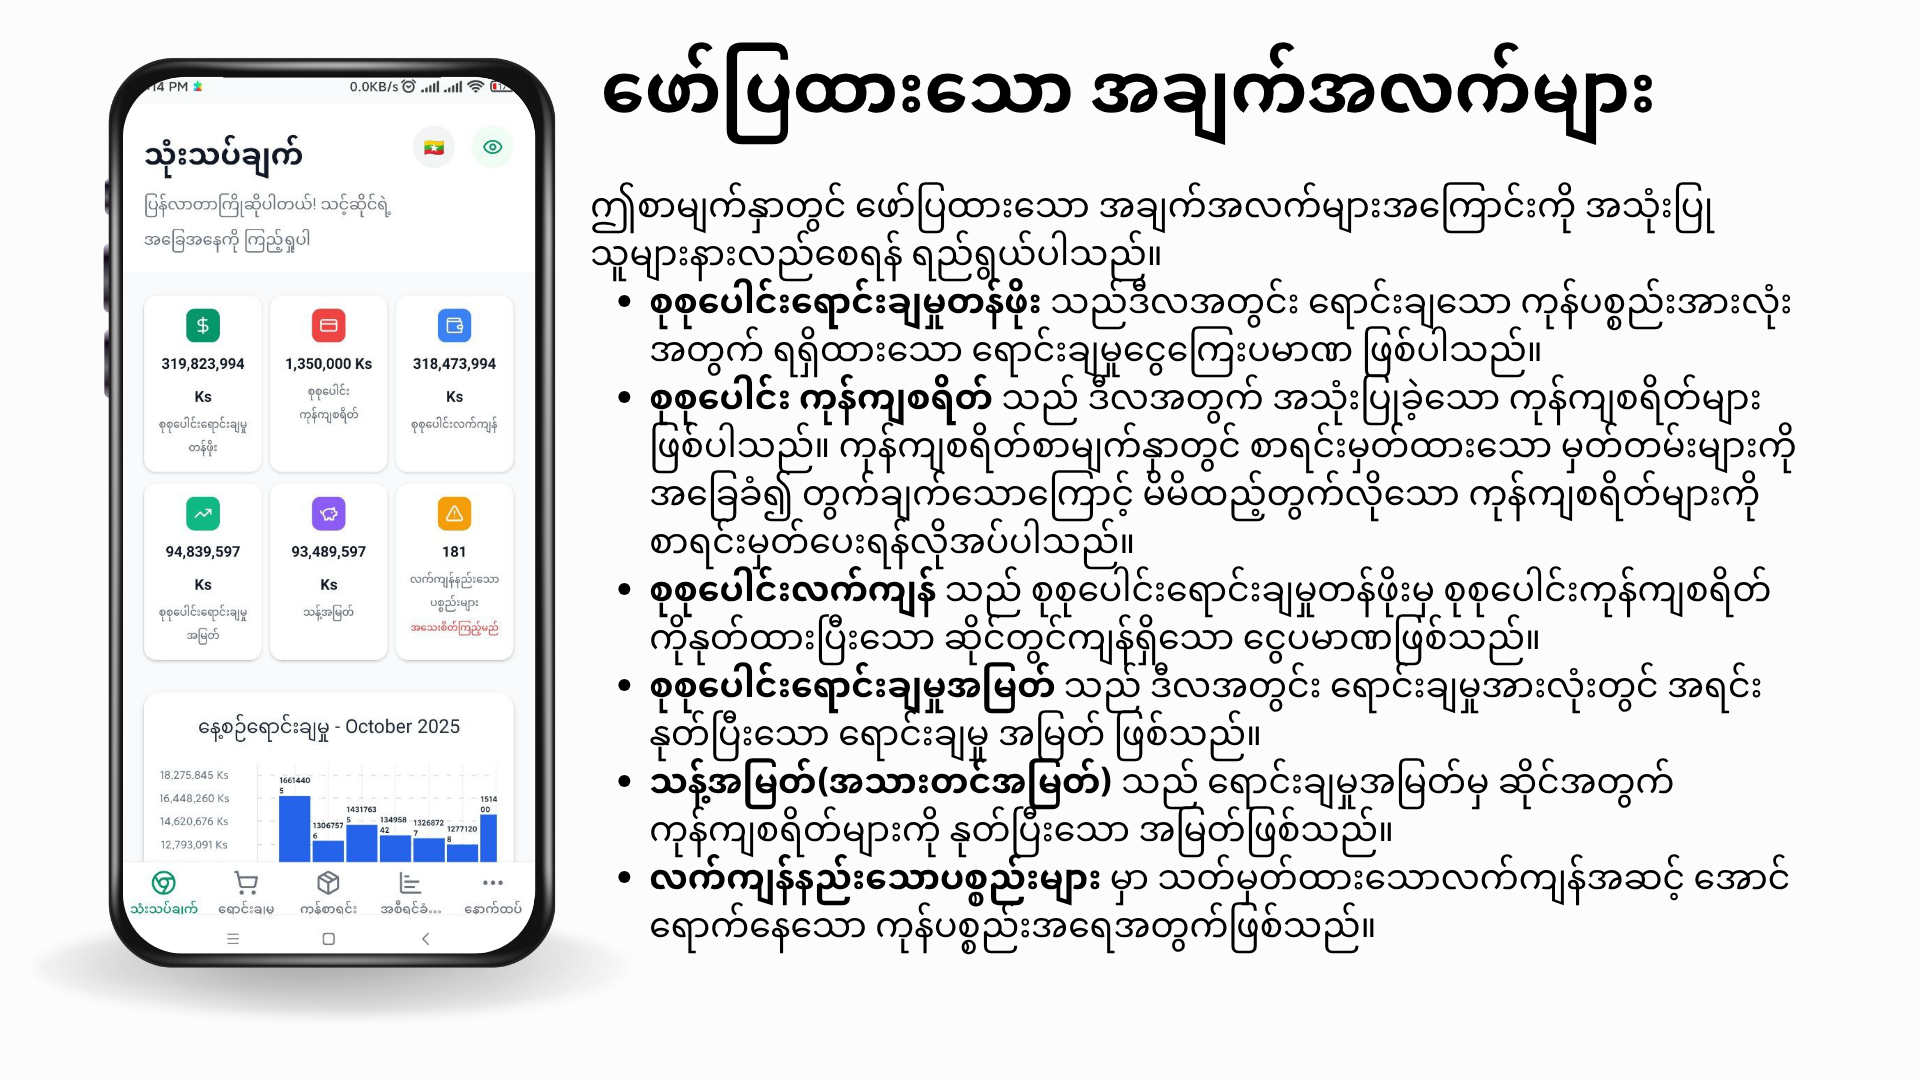 14 PM
0.0KB/s
သုံးသပ်ချက်
ပြန်လာတာကြိုဆိုပါတယ်! သင့်ဆိုင်ရဲ့
အခြေအနေကို ကြည့်ရှုပါ
319,823,994
Ks
စုစုပေါင်းရောင်းချမှု
တန်ဖိုး
1,350,000 Ks
စုစုပေါင်း
ကုန်ကျစရိတ်
318,473,994
Ks
စုစုပေါင်းလက်ကျန်
94,839,597
Ks
စုစုပေါင်းရောင်းချမှု
အမြတ်
93,489,597
Ks
သန့်အမြတ်
181
လက်ကျန်နည်းသော
ပစ္စည်းများ
အသေးစိတ်ကြည့်မည်
နေ့စဉ်ရောင်းချမှု - October 2025
18,275,845 Ks
16,448,260 Ks
14,620,676 Ks
12,793,091 Ks
1661440
5
1306757
6
1431763
5
134958
42
1326872
7
1277120
8
1514
00
သုံးသပ်ချက်
ရောင်းချမှု
ကုန်စာရင်း
အစီရင်ခံ...
နောက်ထပ်
ဖော်ပြထားသော အချက်အလက်များ
ဤစာမျက်နှာတွင် ဖော်ပြထားသော အချက်အလက်များအကြောင်းကို အသုံးပြု
သူများနားလည်စေရန် ရည်ရွယ်ပါသည်။
• စုစုပေါင်းရောင်းချမှုတန်ဖိုး သည်ဒီလအတွင်း ရောင်းချသော ကုန်ပစ္စည်းအားလုံး
အတွက် ရရှိထားသော ရောင်းချမှုငွေကြေးပမာဏ ဖြစ်ပါသည်။
• စုစုပေါင်း ကုန်ကျစရိတ် သည် ဒီလအတွက် အသုံးပြုခဲ့သော ကုန်ကျစရိတ်များ
ဖြစ်ပါသည်။ ကုန်ကျစရိတ်စာမျက်နှာတွင် စာရင်းမှတ်ထားသော မှတ်တမ်းများကို
အခြေခံ၍ တွက်ချက်သောကြောင့် မိမိထည့်တွက်လိုသော ကုန်ကျစရိတ်များကို
စာရင်းမှတ်ပေးရန်လိုအပ်ပါသည်။
• စုစုပေါင်းလက်ကျန် သည် စုစုပေါင်းရောင်းချမှုတန်ဖိုးမှ စုစုပေါင်းကုန်ကျစရိတ်
ကိုနုတ်ထားပြီးသော ဆိုင်တွင်ကျန်ရှိသော ငွေပမာဏဖြစ်သည်။
• စုစုပေါင်းရောင်းချမှုအမြတ် သည် ဒီလအတွင်း ရောင်းချမှုအားလုံးတွင် အရင်း
နုတ်ပြီးသော ရောင်းချမှု အမြတ် ဖြစ်သည်။
• သန့်အမြတ်(အသားတင်အမြတ်) သည် ရောင်းချမှုအမြတ်မှ ဆိုင်အတွက်
ကုန်ကျစရိတ်များကို နုတ်ပြီးသော အမြတ်ဖြစ်သည်။
• လက်ကျန်နည်းသောပစ္စည်းများ မှာ သတ်မှတ်ထားသောလက်ကျန်အဆင့် အောင်
ရောက်နေသော ကုန်ပစ္စည်းအရေအတွက်ဖြစ်သည်။